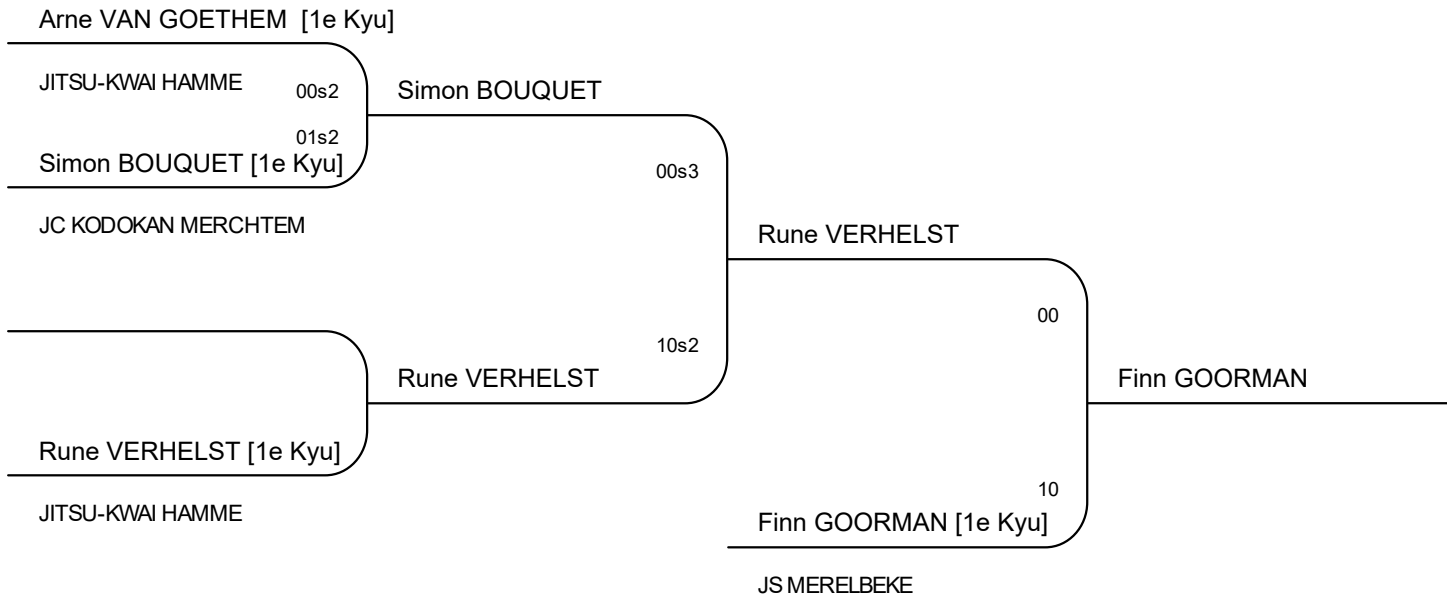 Arne VAN GOETHEM [1e Kyu]
JITSU-KWAI HAMME
00s2
Simon BOUQUET
01s2
Simon BOUQUET [1e Kyu]
00s3
JC KODOKAN MERCHTEM
Rune VERHELST
00
10s2
Rune VERHELST
Finn GOORMAN
Rune VERHELST [1e Kyu]
10
JITSU-KWAI HAMME
Finn GOORMAN [1e Kyu]
JS MERELBEKE